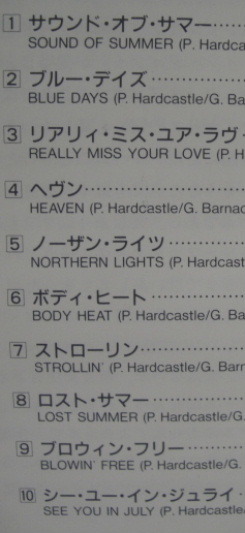 1 サウンド・オブ・サマー……
SOUND OF SUMMER (P. Hardca
2 ブルー・デイズ…………
BLUE DAYS (P. Hardcastle/G. Ba
3 リアリィ・ミス・ユア・ラヴ・
REALLY MISS YOUR LOVE (P. H
4 ヘヴン…………………
HEAVEN (P. Hardcastle/G. Barnac
5 ノーザン・ライツ…………
NORTHERN LIGHTS (P. Hardcast
6 ボディ・ヒート…………
BODY HEAT (P. Hardcastle/G. Ba
7 ストローリン……………
STROLLIN' (P. Hardcastle/G. Barn
8 ロスト・サマー…………
LOST SUMMER (P. Hardcastle/G.
9 ブロウィン・フリー………
BLOWIN' FREE (P. Hardcastle/G.
10 シー・ユー・イン・ジュライ・
SEE YOU IN JULY (P. Hardcastle/